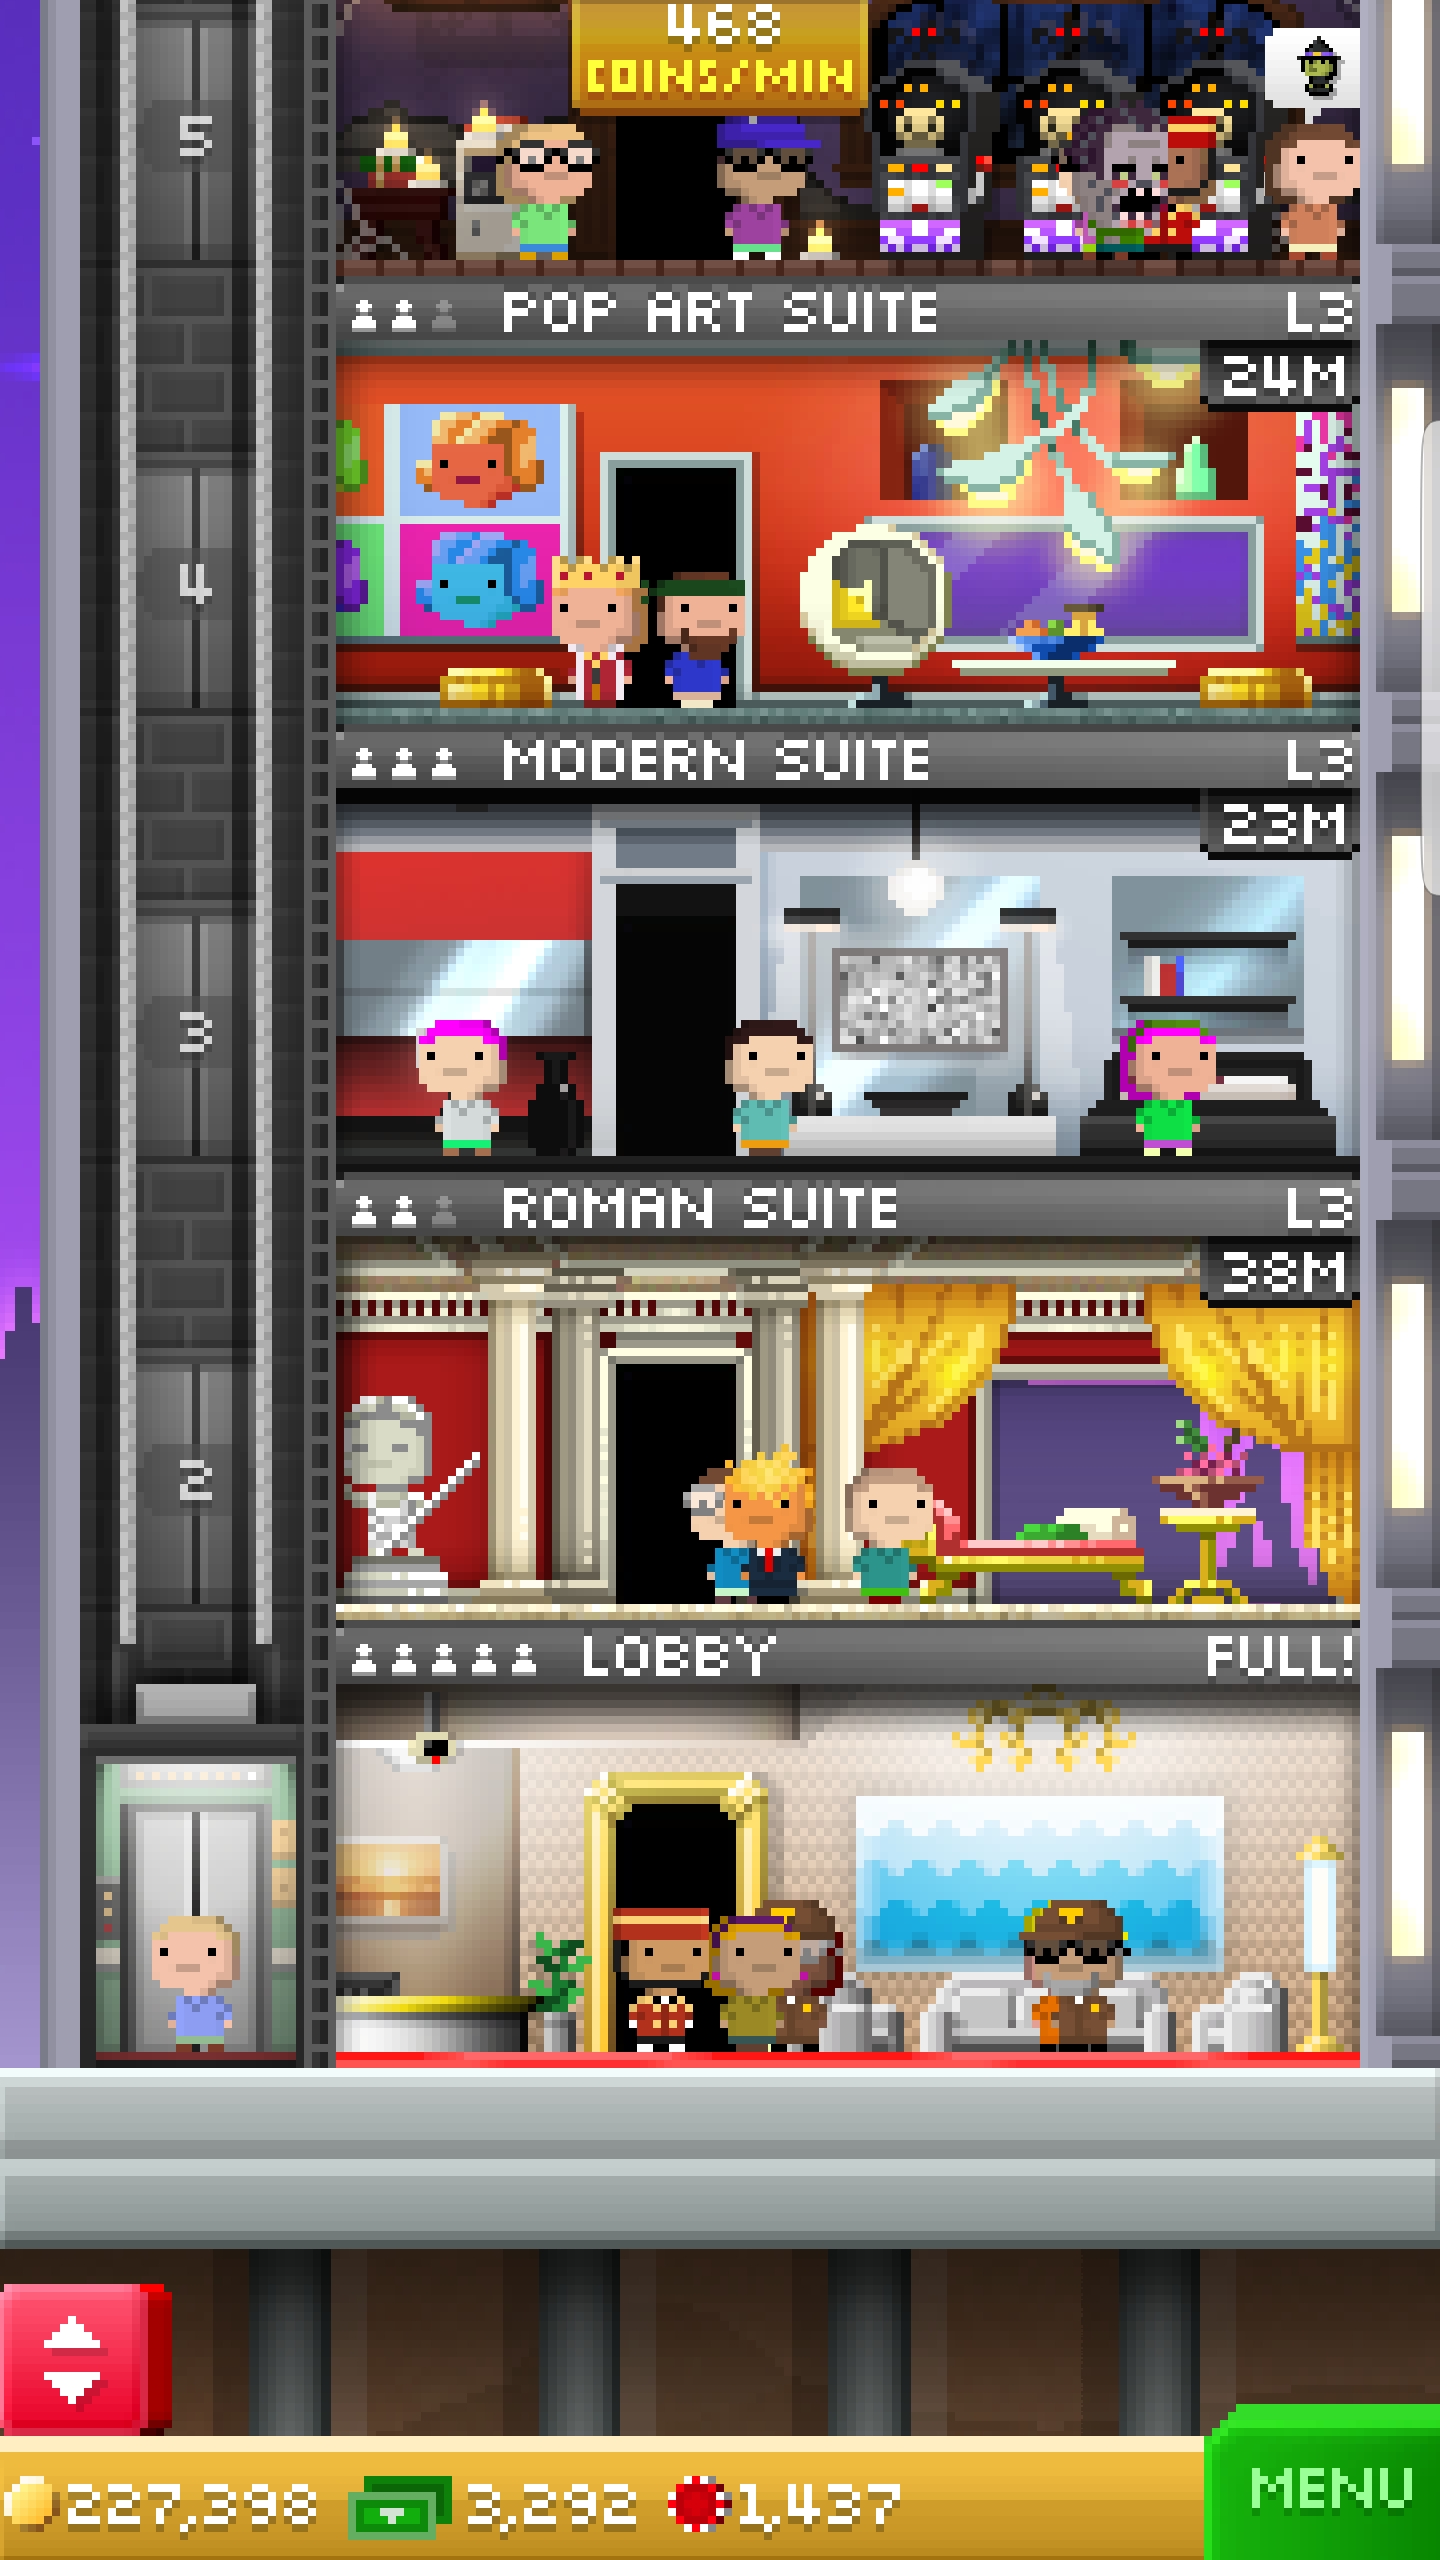 468
COINS/MIN
5
POP ART SUITE L3
24M
4
MODERN SUITE L3
23M
3
ROMAN SUITE L3
38M
2
LOBBY FULL!
227,398 3,292 1,437
MENU